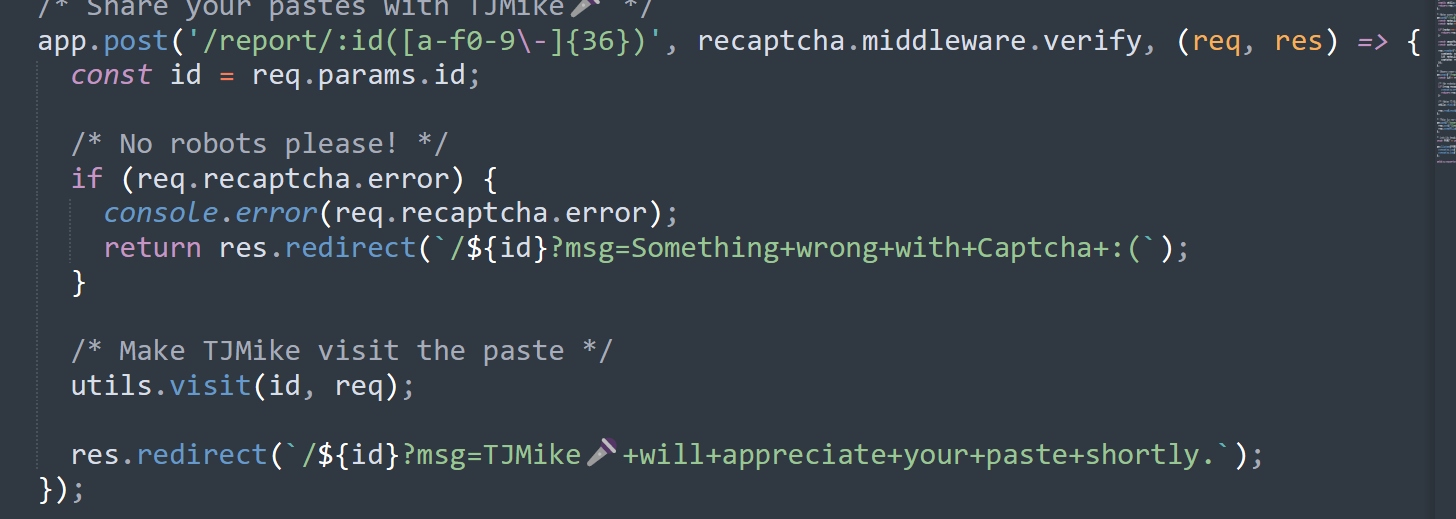 /* Share your pastes with TJMike🎤 */
app.post('/report/:id([a-f0-9\-]{36})', recaptcha.middleware.verify, (req, res) => {
  const id = req.params.id;

  /* No robots please! */
  if (req.recaptcha.error) {
    console.error(req.recaptcha.error);
    return res.redirect(`/${id}?msg=Something+wrong+with+Captcha+:(`);
  }

  /* Make TJMike visit the paste */
  utils.visit(id, req);

  res.redirect(`/${id}?msg=TJMike🎤+will+appreciate+your+paste+shortly.`);
});